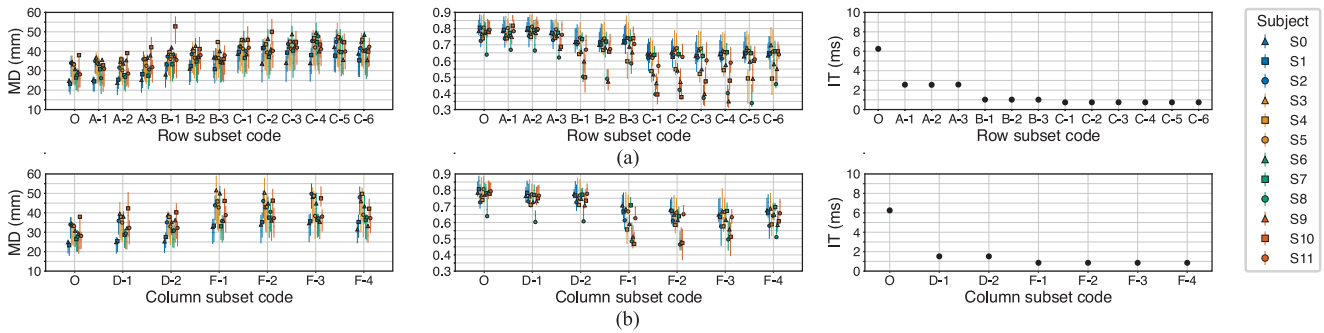 MD (mm)
60
50
40
30
20
10
O A-1 A-2 A-3 B-1 B-2 B-3 C-1 C-2 C-3 C-4 C-5 C-6
Row subset code
0.9
0.8
0.7
0.6
0.5
0.4
0.3
O A-1 A-2 A-3 B-1 B-2 B-3 C-1 C-2 C-3 C-4 C-5 C-6
Row subset code
IT (ms)
10
8
6
4
2
0
O A-1 A-2 A-3 B-1 B-2 B-3 C-1 C-2 C-3 C-4 C-5 C-6
Row subset code
(a)
MD (mm)
60
50
40
30
20
10
O D-1 D-2 F-1 F-2 F-3 F-4
Column subset code
0.9
0.8
0.7
0.6
0.5
0.4
0.3
O D-1 D-2 F-1 F-2 F-3 F-4
Column subset code
IT (ms)
10
8
6
4
2
0
O D-1 D-2 F-1 F-2 F-3 F-4
Column subset code
(b)
Subject
S0
S1
S2
S3
S4
S5
S6
S7
S8
S9
S10
S11